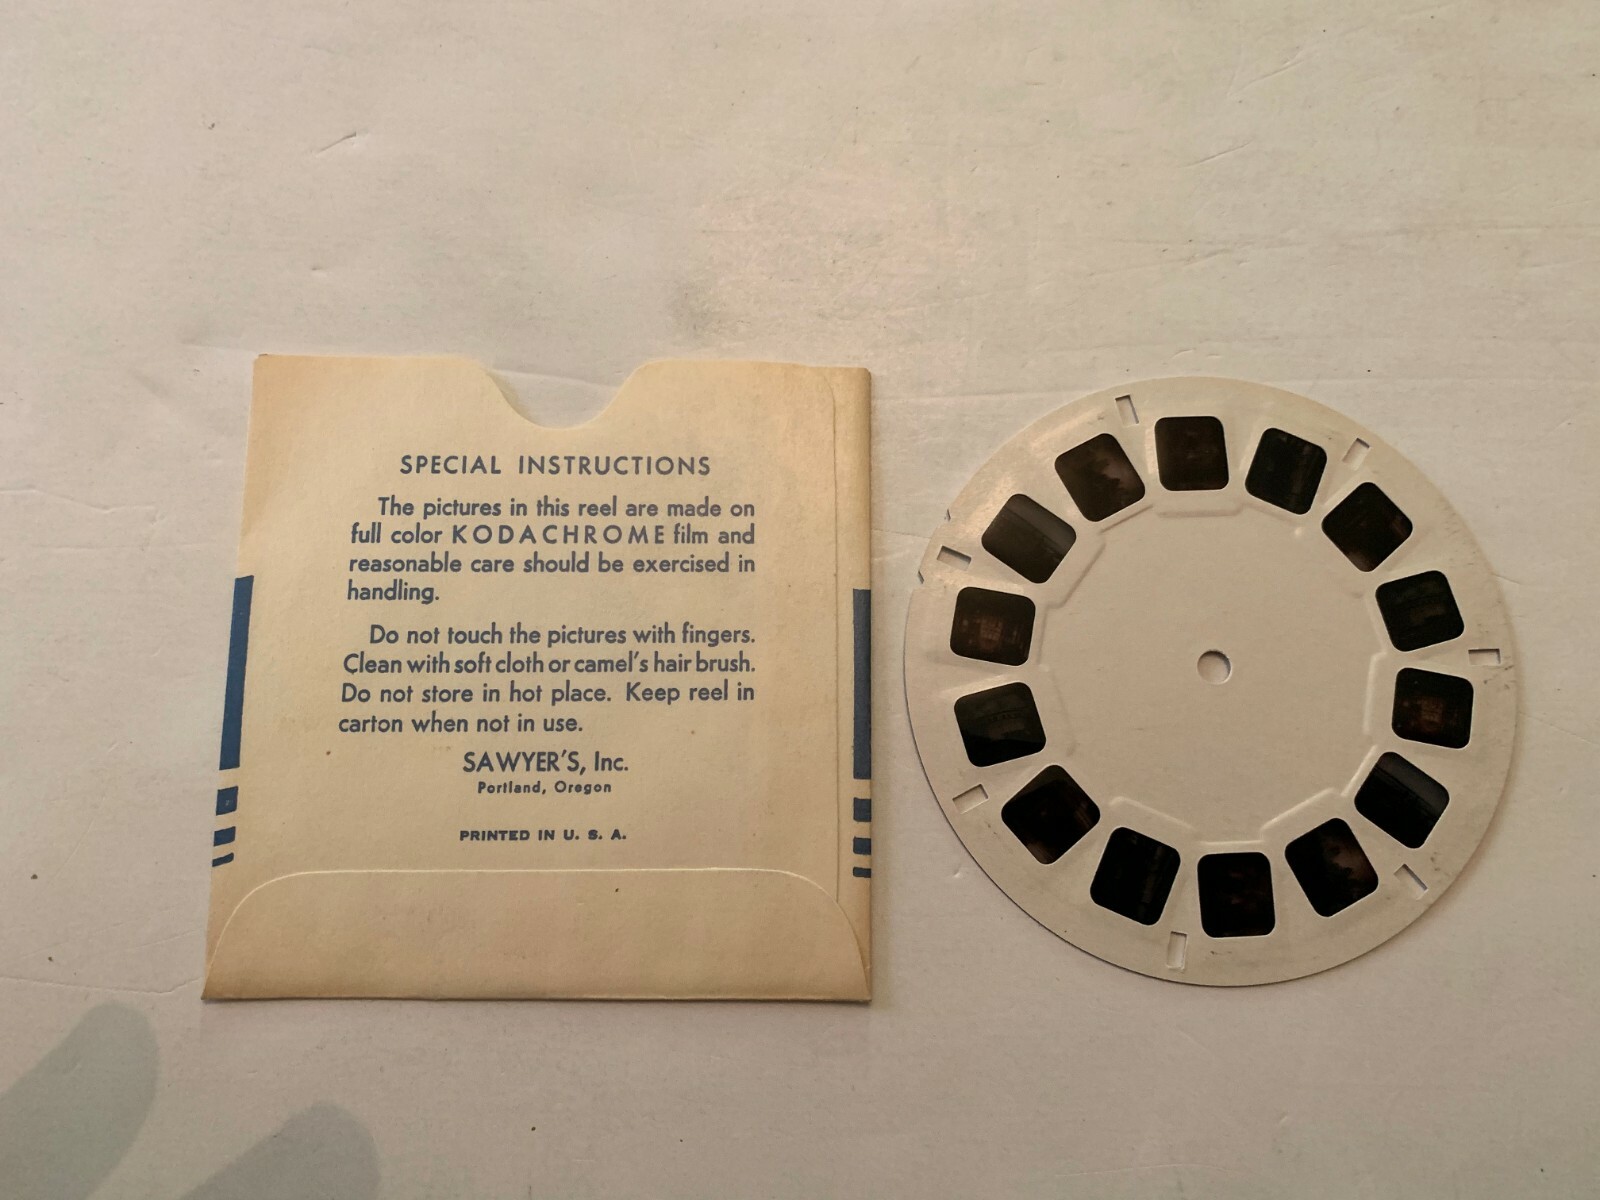 SPECIAL INSTRUCTIONS
The pictures in this reel are made on
full color KODACHROME film and
reasonable care should be exercised in
handling.
Do not touch the pictures with fingers.
Clean with soft cloth or camel's hair brush.
Do not store in hot place. Keep reel in
carton when not in use.
SAWYER'S, Inc.
Portland, Oregon
PRINTED IN U. S. A.